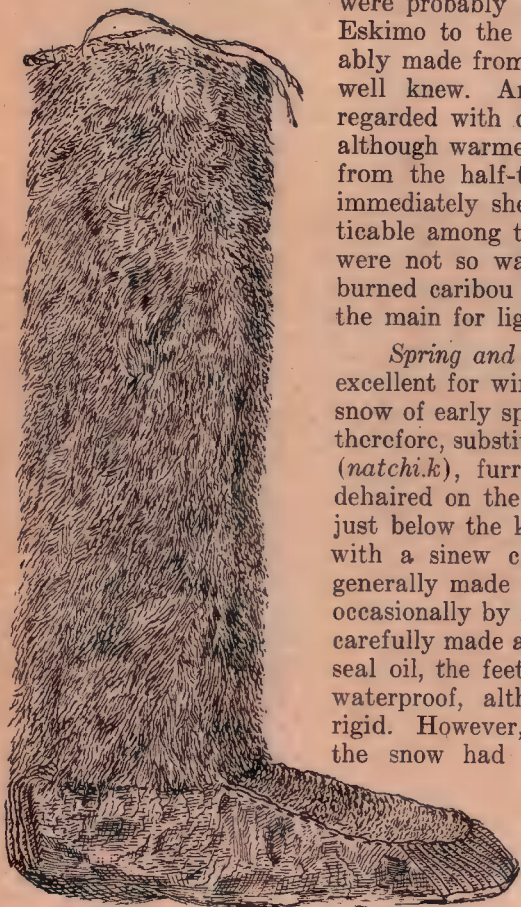 were probably
Eskimo to the
ably made from
well knew. An
regarded with
although warme
from the half-t
immediately she
ticable among t
were not so wa
burned caribou
the main for lig
Spring and
excellent for wi
snow of early sp
therefore, substi
(natchi.k), furr
dehaired on the
just below the
with a sinew c
generally made
occasionally by
carefully made a
seal oil, the feet
waterproof, alth
rigid. However,
the snow had